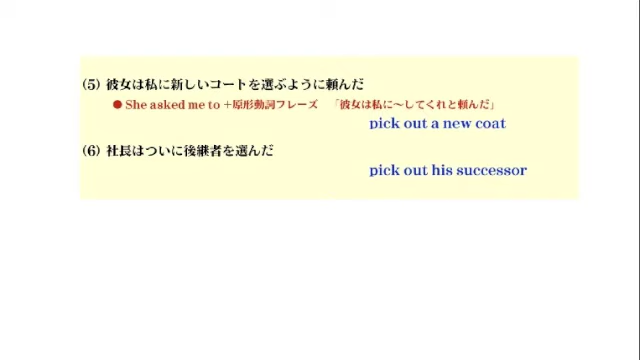 (5) 彼女は私に新しいコートを選ぶように頼んだ
● She asked me to +原形動詞フレーズ 「彼女は私に〜してくれと頼んだ」
pick out a new coat
(6) 社長はついに後継者を選んだ
pick out his successor